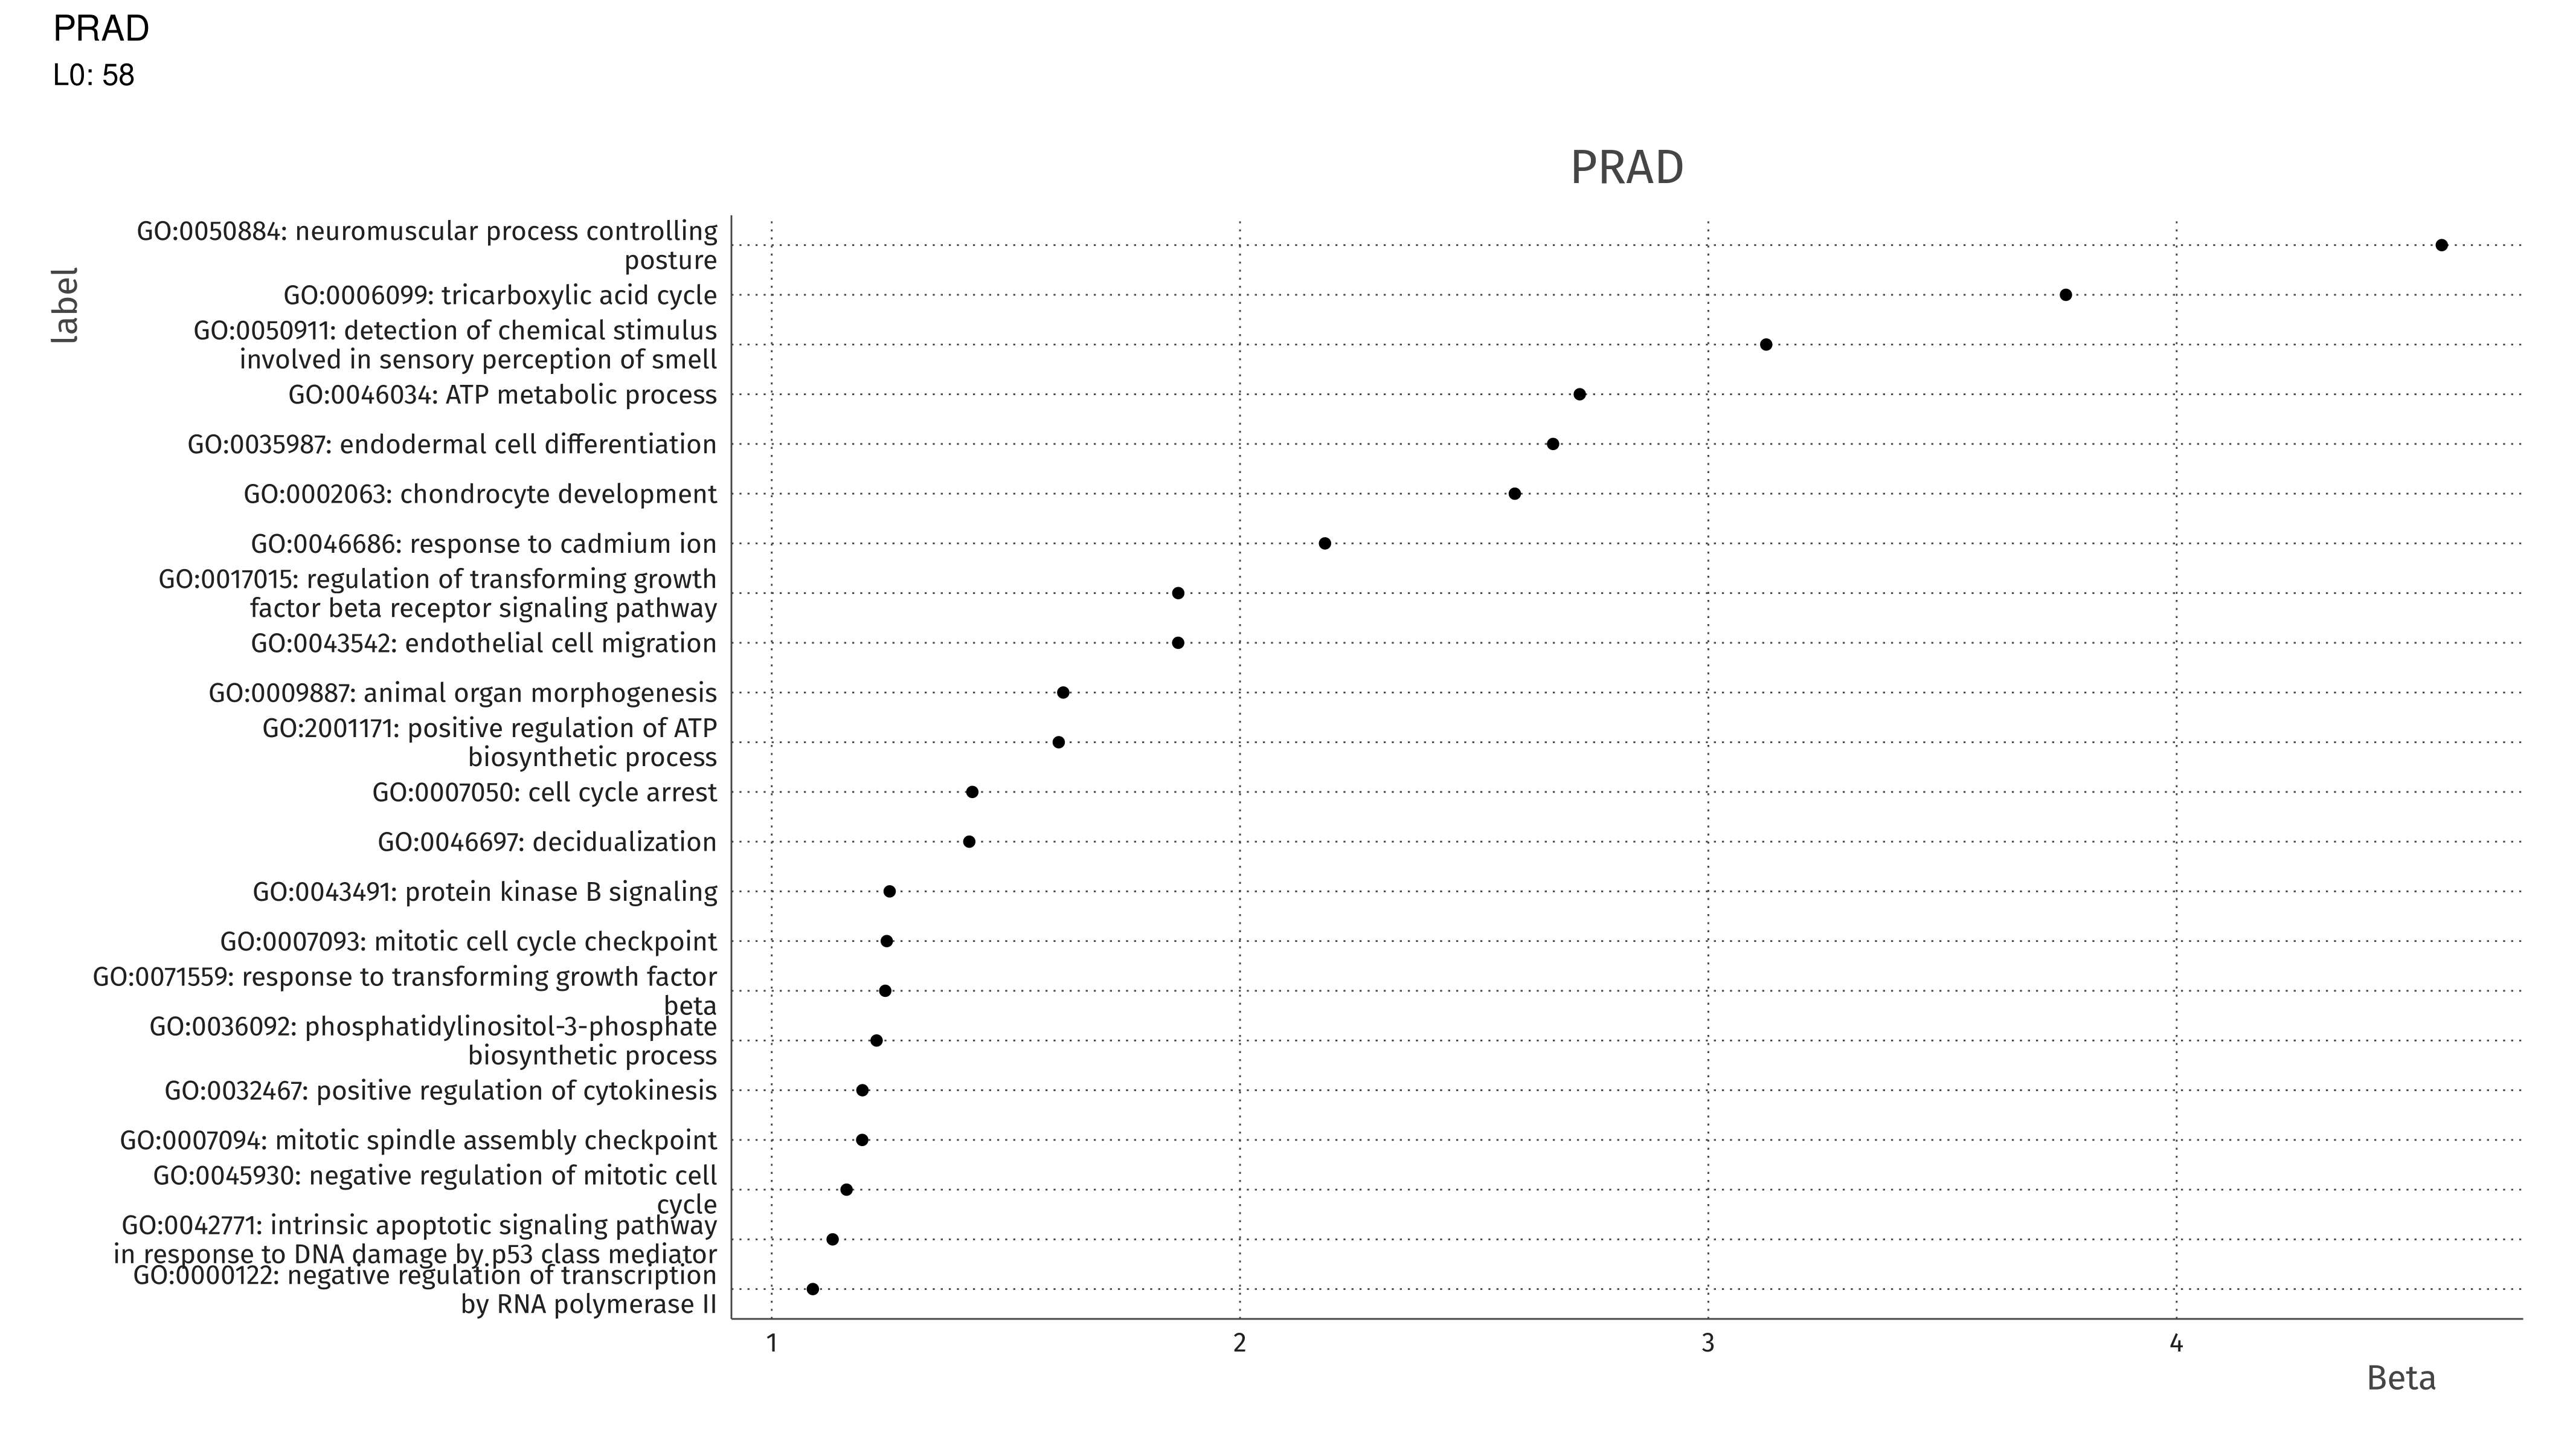 PRAD
L0: 58
PRAD
label
GO:0050884: neuromuscular process controlling
posture
GO:0006099: tricarboxylic acid cycle
GO:0050911: detection of chemical stimulus
involved in sensory perception of smell
GO:0046034: ATP metabolic process
GO:0035987: endodermal cell differentiation
GO:0002063: chondrocyte development
GO:0046686: response to cadmium ion
GO:0017015: regulation of transforming growth
factor beta receptor signaling pathway
GO:0043542: endothelial cell migration
GO:0009887: animal organ morphogenesis
GO:2001171: positive regulation of ATP
biosynthetic process
GO:0007050: cell cycle arrest
GO:0046697: decidualization
GO:0043491: protein kinase B signaling
GO:0007093: mitotic cell cycle checkpoint
GO:0071559: response to transforming growth factor
beta
GO:0036092: phosphatidylinositol-3-phosphate
biosynthetic process
GO:0032467: positive regulation of cytokinesis
GO:0007094: mitotic spindle assembly checkpoint
GO:0045930: negative regulation of mitotic cell
cycle
GO:0042771: intrinsic apoptotic signaling pathway
in response to DNA damage by p53 class mediator
GO:0000122: negative regulation of transcription
by RNA polymerase II
1 2 3 4
Beta